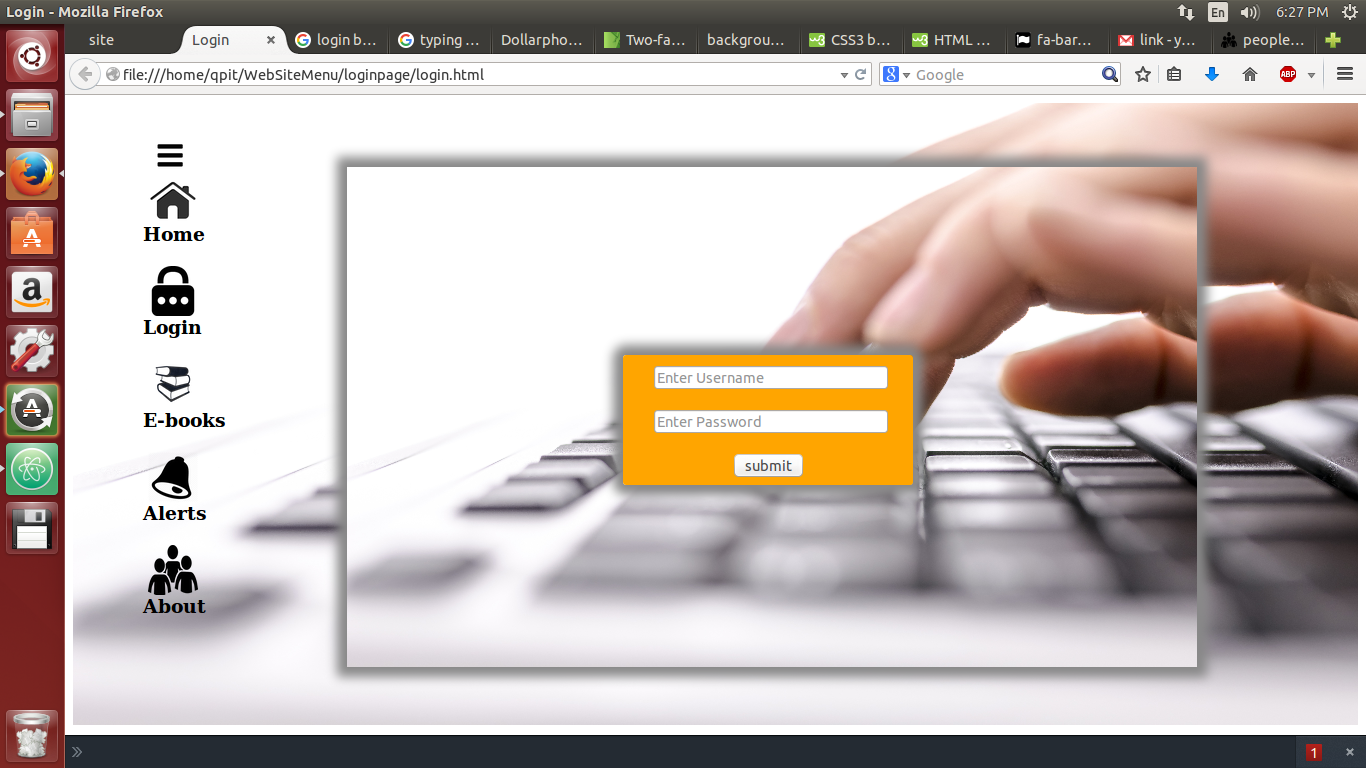 Login - Mozilla Firefox
En
6:27 PM
site
Login
login b...
typing ...
Dollarpho...
Two-fa...
backgrou...
CSS3 b...
HTML ...
fa-bar...
link - y...
people...
file:///home/qpit/WebSiteMenu/loginpage/login.html
Google
ABP
Home
Login
E-books
Alerts
About
Enter Username
Enter Password
submit
1